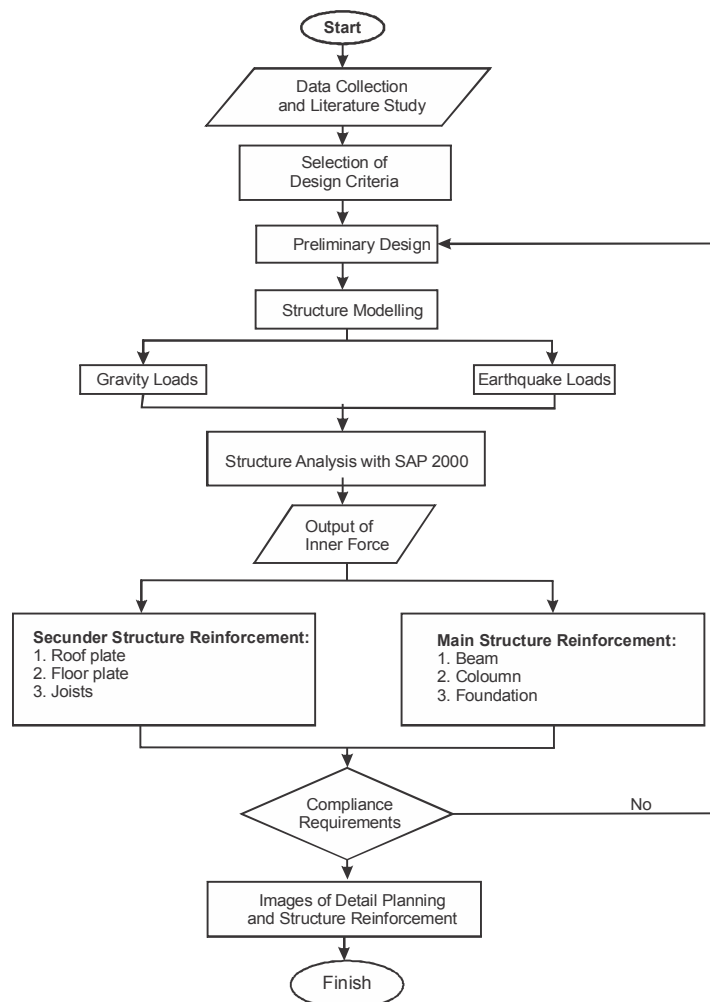 Start
Data Collection
and Literature Study
Selection of
Design Criteria
Preliminary Design
Structure Modelling
Gravity Loads
Earthquake Loads
Structure Analysis with SAP 2000
Output of
Inner Force
Secunder Structure Reinforcement:
1. Roof plate
2. Floor plate
3. Joists
Main Structure Reinforcement:
1. Beam
2. Coloumn
3. Foundation
Compliance
Requirements
No
Images of Detail Planning
and Structure Reinforcement
Finish